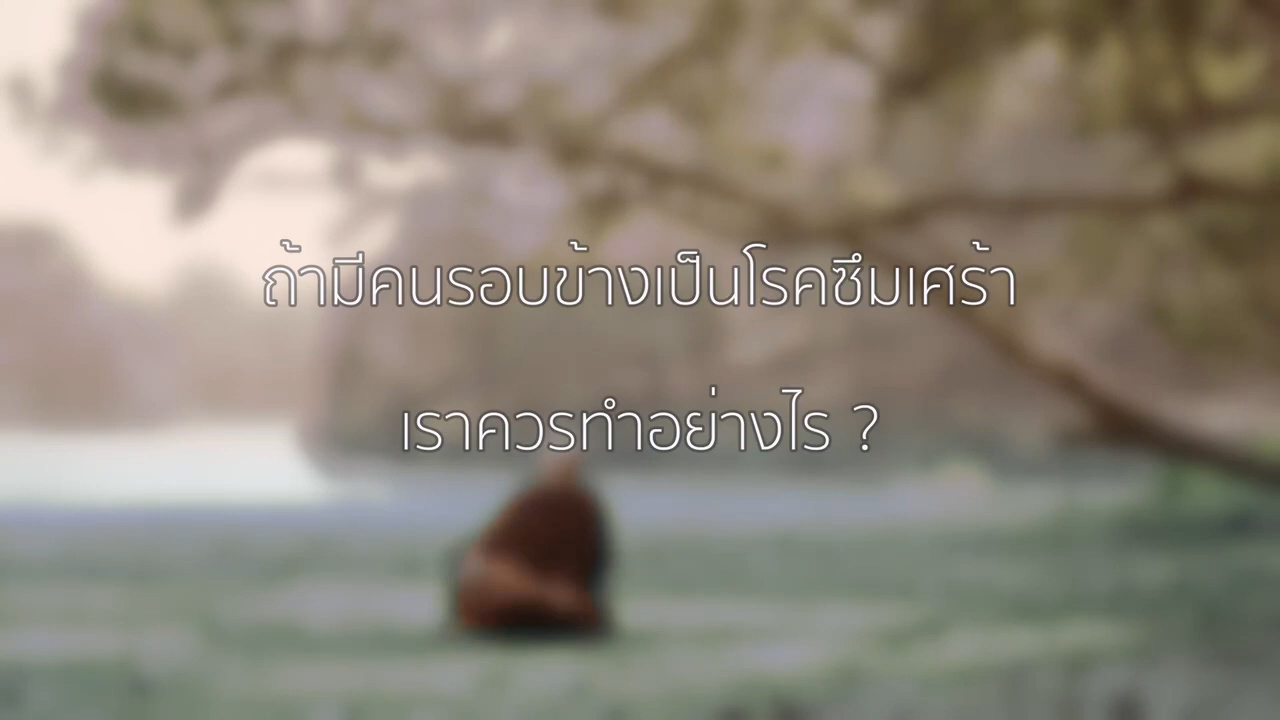 ถ้ามีคนรอบข้างเป็นโรคซึมเศร้า
เราควรทำอย่างไร ?